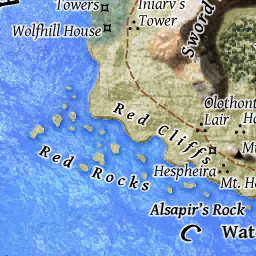 Towers
Iniarv's
Tower
Wolfhill House
Sword
Red Cliffs
Olothont
Lair
Red Rocks
Hespheira
Mt. H
Alsapir's Rock
Wat